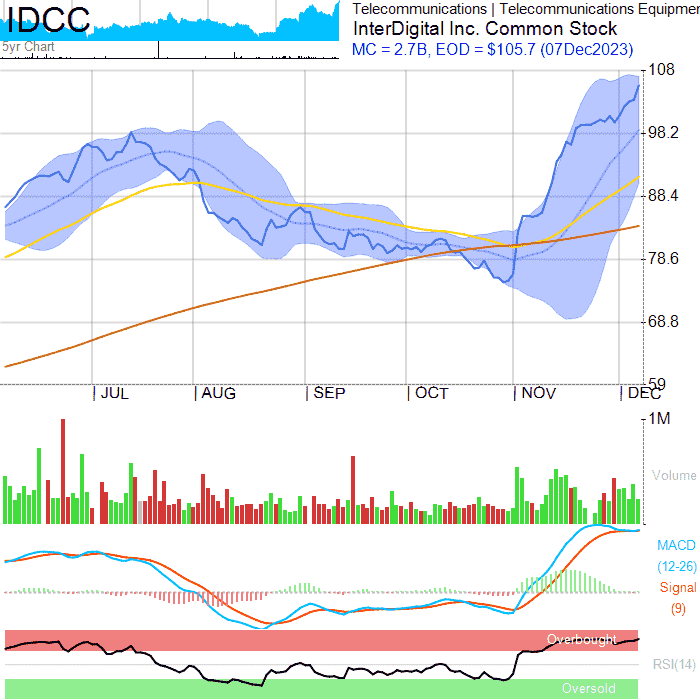 IDCC
5yr Chart
Telecommunications | Telecommunications Equipmen
InterDigital Inc. Common Stock
MC = 2.7B, EOD = $105.7 (07Dec2023)
108
98.2
88.4
78.6
68.8
59
JUL AUG SEP OCT NOV DEC
1M
Volume
MACD
(12-26)
Signal
(9)
Overbought
RSI(14)
Oversold